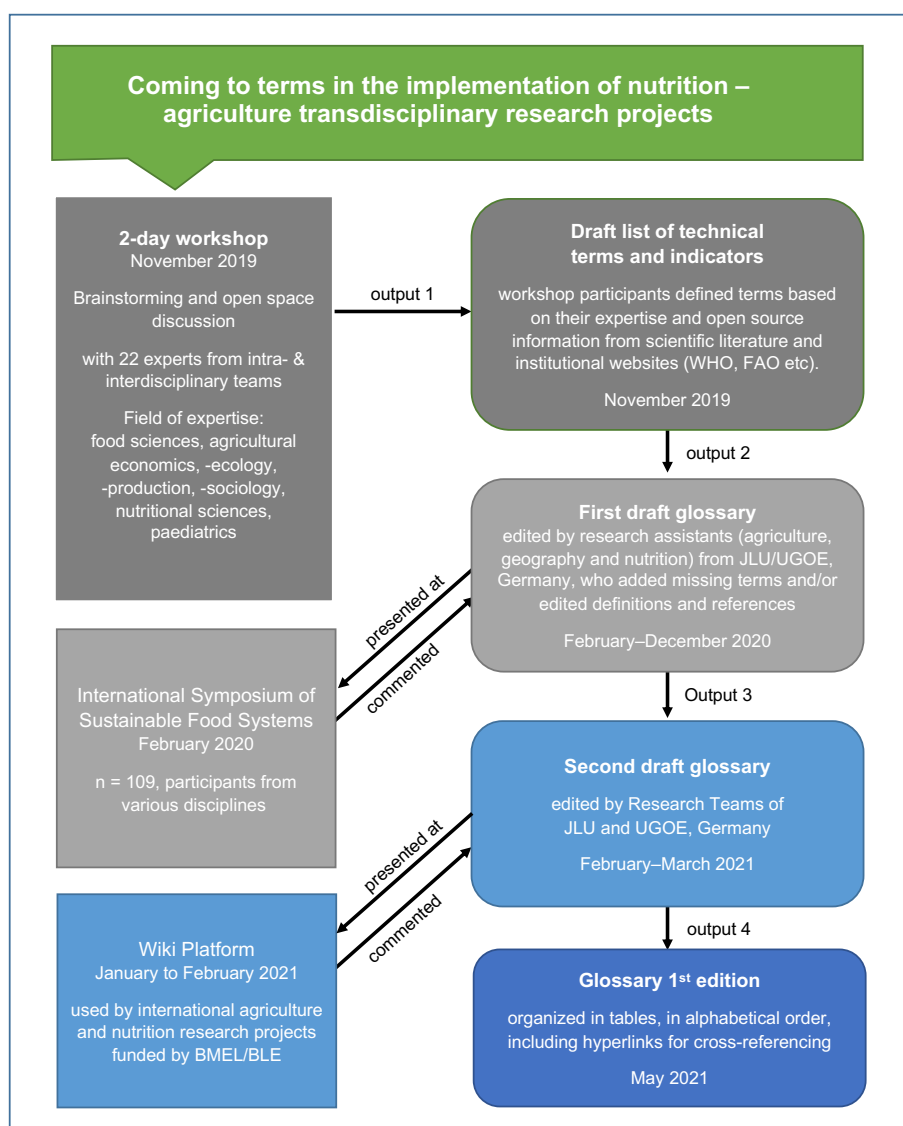 Coming to terms in the implementation of nutrition –
agriculture transdisciplinary research projects
2-day workshop
November 2019
Brainstorming and open space
discussion
with 22 experts from intra- &
interdisciplinary teams
Field of expertise:
food sciences, agricultural
economics, -ecology,
-production, -sociology,
nutritional sciences,
paediatrics
output 1
Draft list of technical
terms and indicators
workshop participants defined terms based
on their expertise and open source
information from scientific literature and
institutional websites (WHO, FAO etc).
November 2019
output 2
First draft glossary
edited by research assistants (agriculture,
geography and nutrition) from JLU/UGOE,
Germany, who added missing terms and/or
edited definitions and references
February–December 2020
presented at
commented
International Symposium of
Sustainable Food Systems
February 2020
n = 109, participants from
various disciplines
Output 3
Second draft glossary
edited by Research Teams of
JLU and UGOE, Germany
February–March 2021
presented at
commented
Wiki Platform
January to February 2021
used by international agriculture
and nutrition research projects
funded by BMEL/BLE
output 4
Glossary 1st edition
organized in tables, in alphabetical order,
including hyperlinks for cross-referencing
May 2021